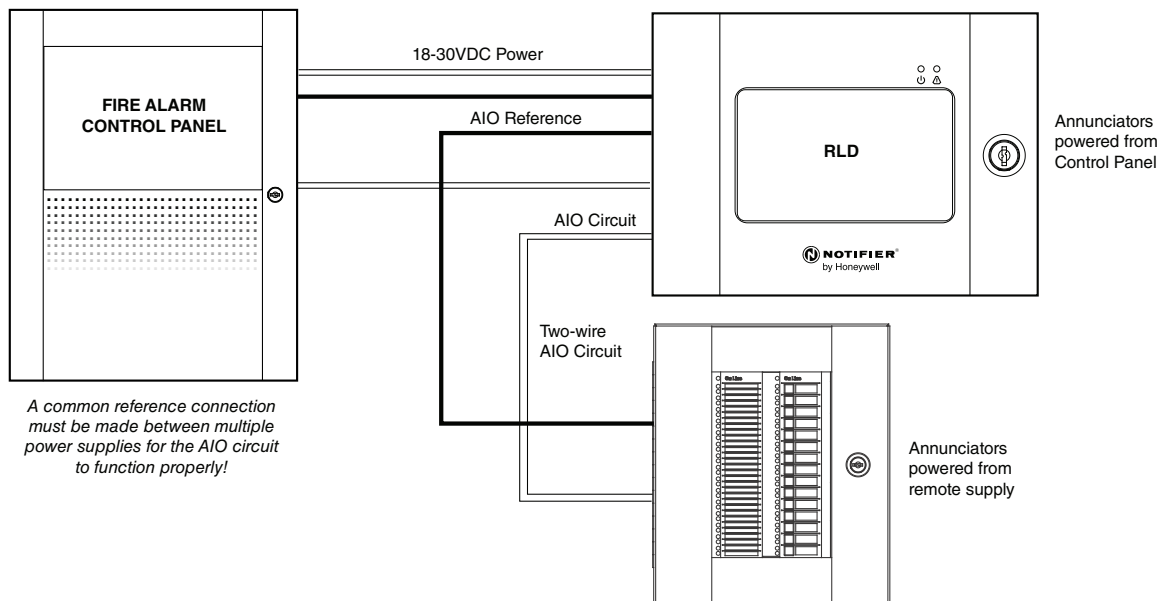 18-30VDC Power
FIRE ALARM
CONTROL PANEL
AIO Reference
RLD
Annunciators
powered from
Control Panel
AIO Circuit
NOTIFIER®
by Honeywell
Two-wire
AIO Circuit
A common reference connection
must be made between multiple
power supplies for the AIO circuit
to function properly!
Annunciators
powered from
remote supply